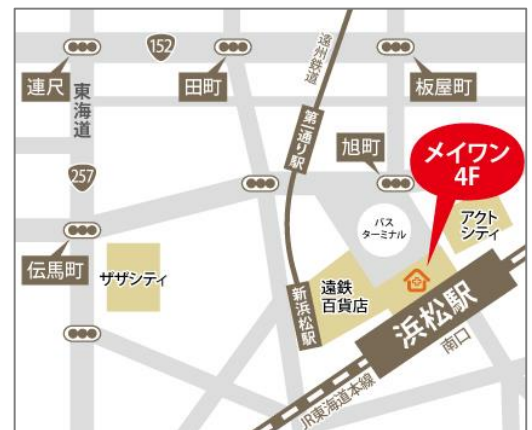 152
連尺
田町
遠州鉄道
板屋町
東海道
第一通り駅
旭町
メイワン
4F
257
バス
ターミナル
アクト
シティ
伝馬町
ザザシティ
新浜松駅
遠鉄
百貨店
浜松駅
南口
JR東海道本線